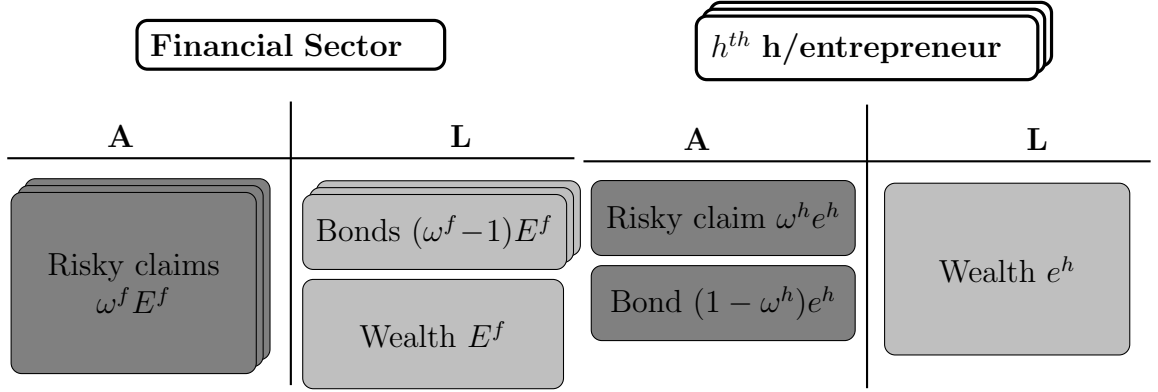 Financial Sector
h^{th} h/entrepreneur
A
L
A
L
Risky claims
ω^f E^f
Bonds (ω^f −1)E^f
Wealth E^f
Risky claim ω^h e^h
Bond (1 − ω^h)e^h
Wealth e^h